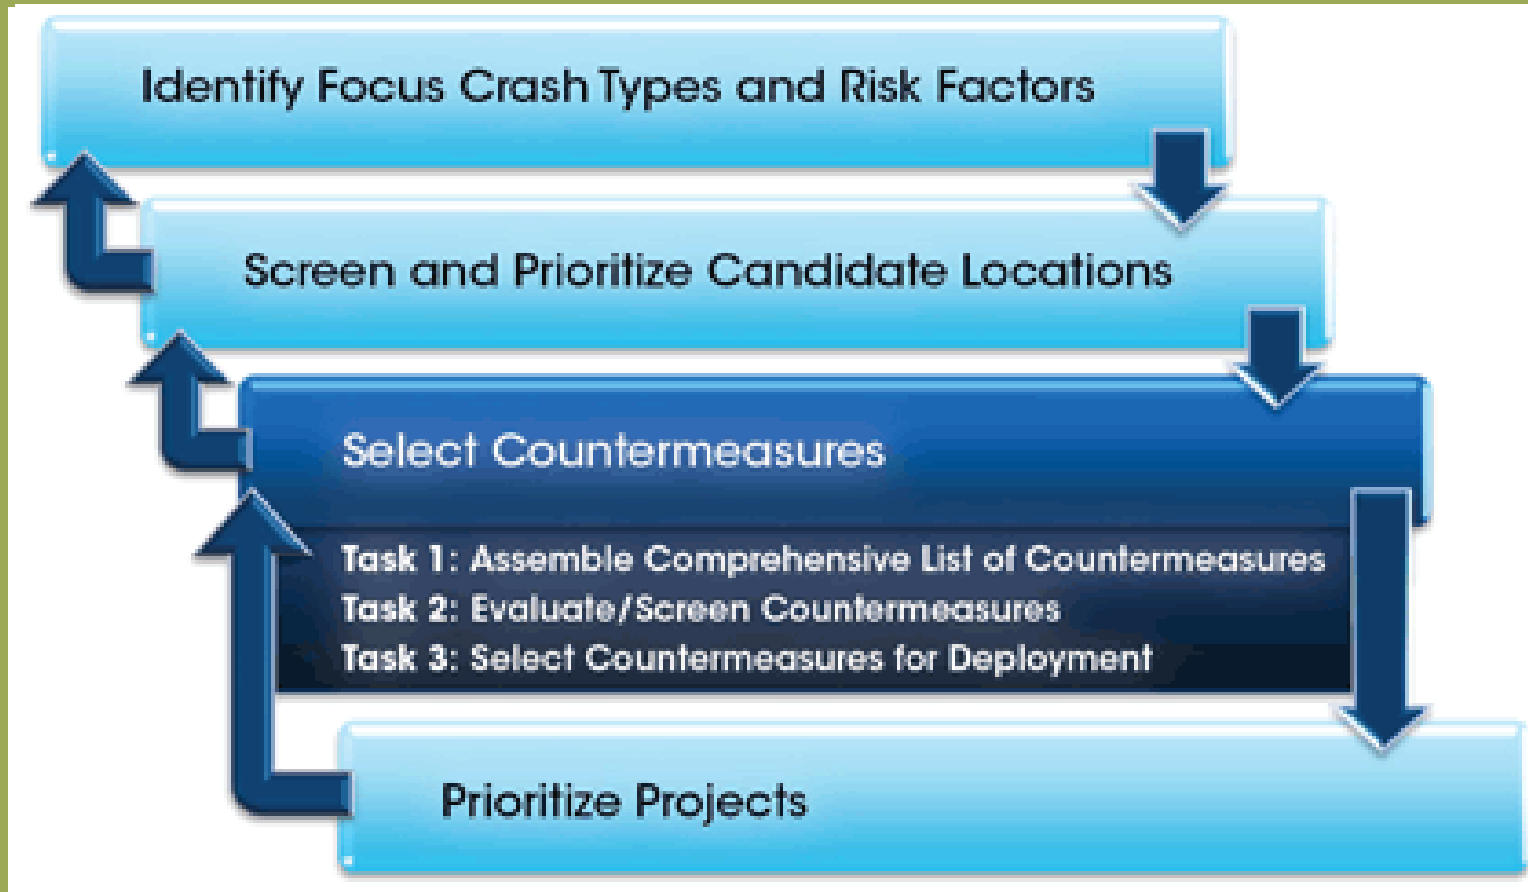 Identify Focus Crash Types and Risk Factors
Screen and Prioritize Candidate Locations
Select Countermeasures
Task 1: Assemble Comprehensive List of Countermeasures
Task 2: Evaluate/Screen Countermeasures
Task 3: Select Countermeasures for Deployment
Prioritize Projects